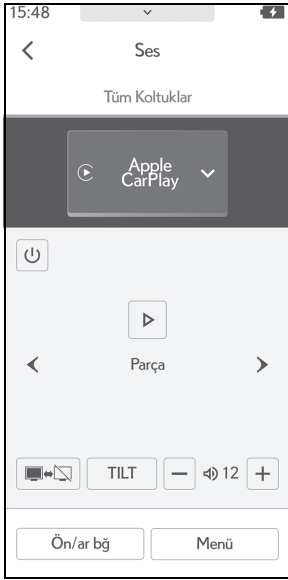 15:48
Ses
Tüm Koltuklar
Apple
CarPlay
Parça
TILT
12
Ön/ar bğ
Menü